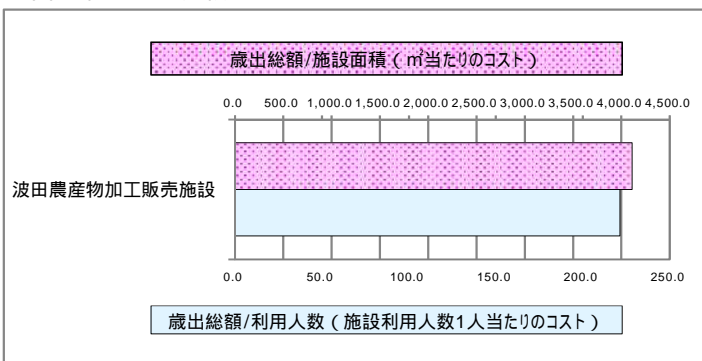 歳出総額/施設面積(㎡当たりのコスト)
0.0 500.0 1,000.0 1,500.0 2,000.0 2,500.0 3,000.0 3,500.0 4,000.0 4,500.0
波田農産物加工販売施設
0.0 50.0 100.0 150.0 200.0 250.0
歳出総額/利用人数(施設利用人数1人当たりのコスト)